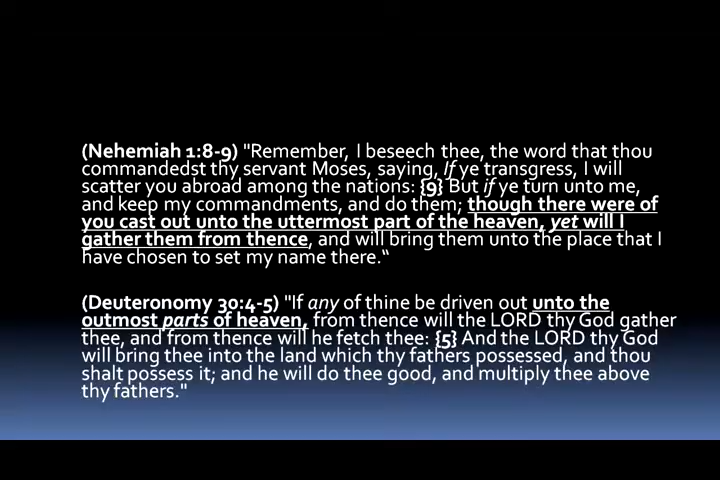 (Nehemiah 1:8-9) "Remember, I beseech thee, the word that thou
commandedst thy servant Moses, saying, If ye transgress, I will
scatter you abroad among the nations: {9} But if ye turn unto me,
and keep my commandments, and do them; though there were of
you cast out unto the uttermost part of the heaven, yet will I
gather them from thence, and will bring them unto the place that I
have chosen to set my name there.“
(Deuteronomy 30:4-5) "If any of thine be driven out unto the
outmost parts of heaven, from thence will the LORD thy God gather
thee, and from thence will he fetch thee: {5} And the LORD thy God
will bring thee into the land which thy fathers possessed, and thou
shalt possess it; and he will do thee good, and multiply thee above
thy fathers."